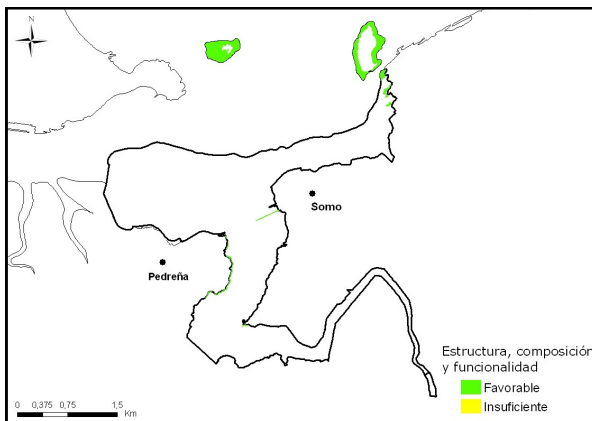 N
Somo
Pedreña
Estructura, composición
y funcionalidad
Favorable
Insuficiente
0 0,375 0,75 1,5
Km